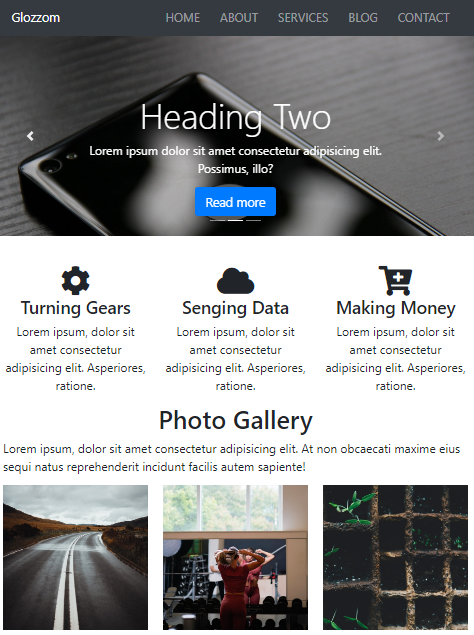 Glozzom HOME ABOUT SERVICES BLOG CONTACT
Heading Two
Lorem ipsum dolor sit amet consectetur adipisicing elit.
Possimus, illo?
Read more
Turning Gears
Lorem ipsum, dolor sit
amet consectetur
adipisicing elit. Asperiores,
ratione.
Senging Data
Lorem ipsum, dolor sit
amet consectetur
adipisicing elit. Asperiores,
ratione.
Making Money
Lorem ipsum, dolor sit
amet consectetur
adipisicing elit. Asperiores,
ratione.
Photo Gallery
Lorem ipsum, dolor sit amet consectetur adipisicing elit. At non obcaecati maxime eius
sequi natus reprehenderit incidunt facilis autem sapiente!